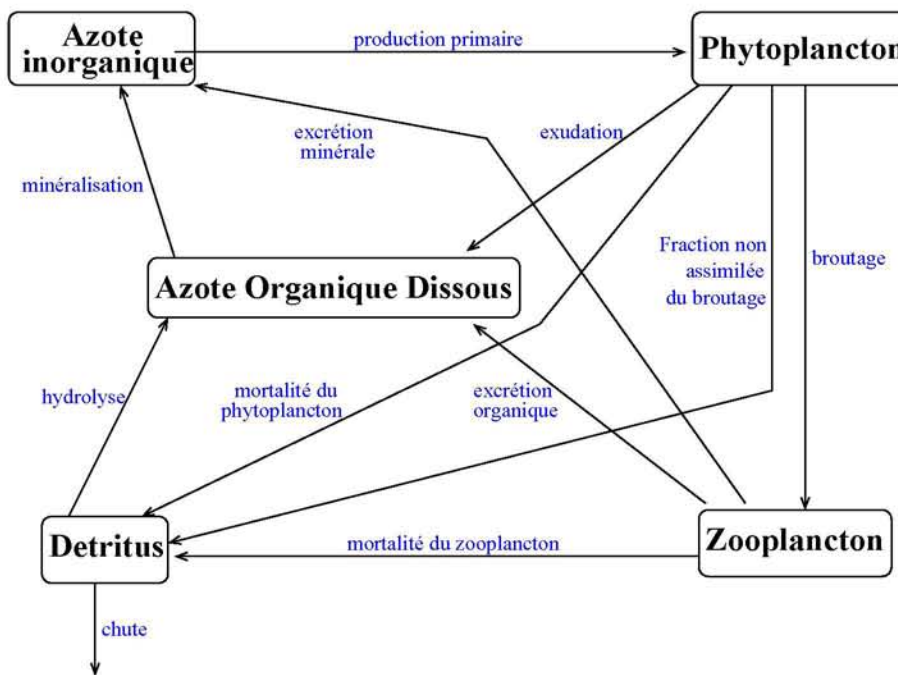 Azote
inorganique
production primaire
Phytoplancton
excrétion
minérale
exudation
minéralisation
Fraction non
assimilée
du broutage
broutage
Azote Organique Dissous
hydrolyse
mortalité du
phytoplancton
excrétion
organique
Detritus
mortalité du zooplancton
Zooplancton
chute